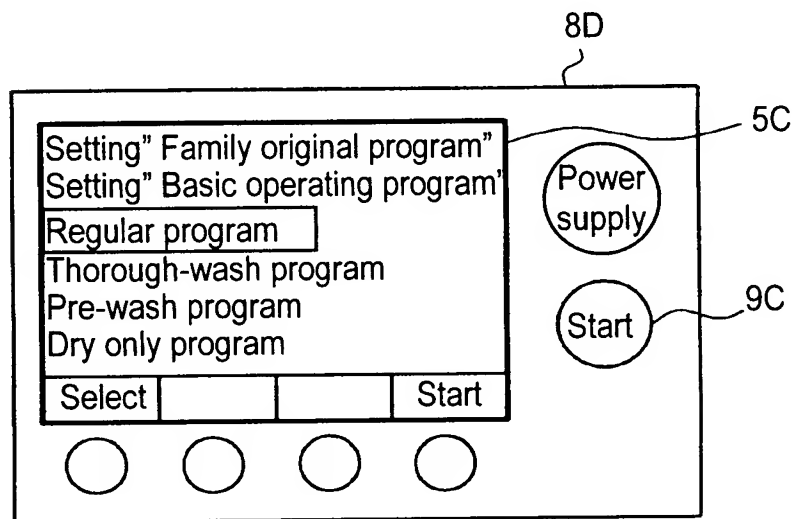 8D
5C
Setting" Family original program"
Setting" Basic operating program"
Regular program
Thorough-wash program
Pre-wash program
Dry only program
Select
Start
Power
supply
Start
9C